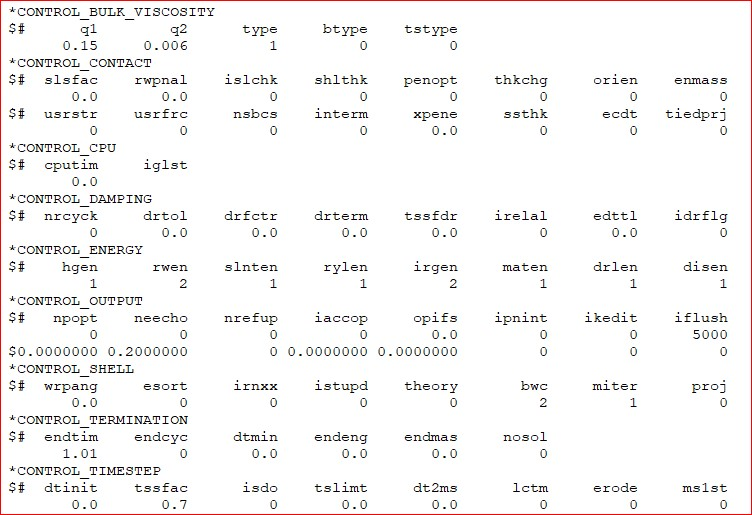 *CONTROL_BULK_VISCOSITY
$# q1 q2 type btype tstype
0.15 0.006 1 0 0
*CONTROL_CONTACT
$# slsfac rwpnal islchk shlthk penopt thkchg orien enmass
0.0 0.0 0 0 0 0 0 0
$# usrstr usrfrc nsbcs interm xpene ssthk ecdt tiedprj
0 0 0 0 0.0 0 0 0
*CONTROL_CPU
$# cputim iglst
0.0
*CONTROL_DAMPING
$# nrcyck drtol drfctr drterm tssfdr irelal edttl idrflg
0 0.0 0.0 0.0 0.0 0 0.0 0
*CONTROL_ENERGY
$# hgen rwen slnten rylen irgen maten drlen disen
1 2 1 1 2 1 1 1
*CONTROL_OUTPUT
$# npopt neecho nrefup iaccop opifs ipnint ikedit iflush
0 0 0 0 0.0 0 0 5000
$0.0000000 0.2000000 0 0.0000000 0.0000000 0 0 0
*CONTROL_SHELL
$# wrpang esort irnxx istupd theory bwc miter proj
0.0 0 0 0 0 2 1 0
*CONTROL_TERMINATION
$# endtim endcyc dtmin endeng endmas nosol
1.01 0 0.0 0.0 0.0 0
*CONTROL_TIMESTEP
$# dtinit tssfac isdo tslimt dt2ms lctm erode ms1st
0.0 0.7 0 0.0 0.0 0 0 0